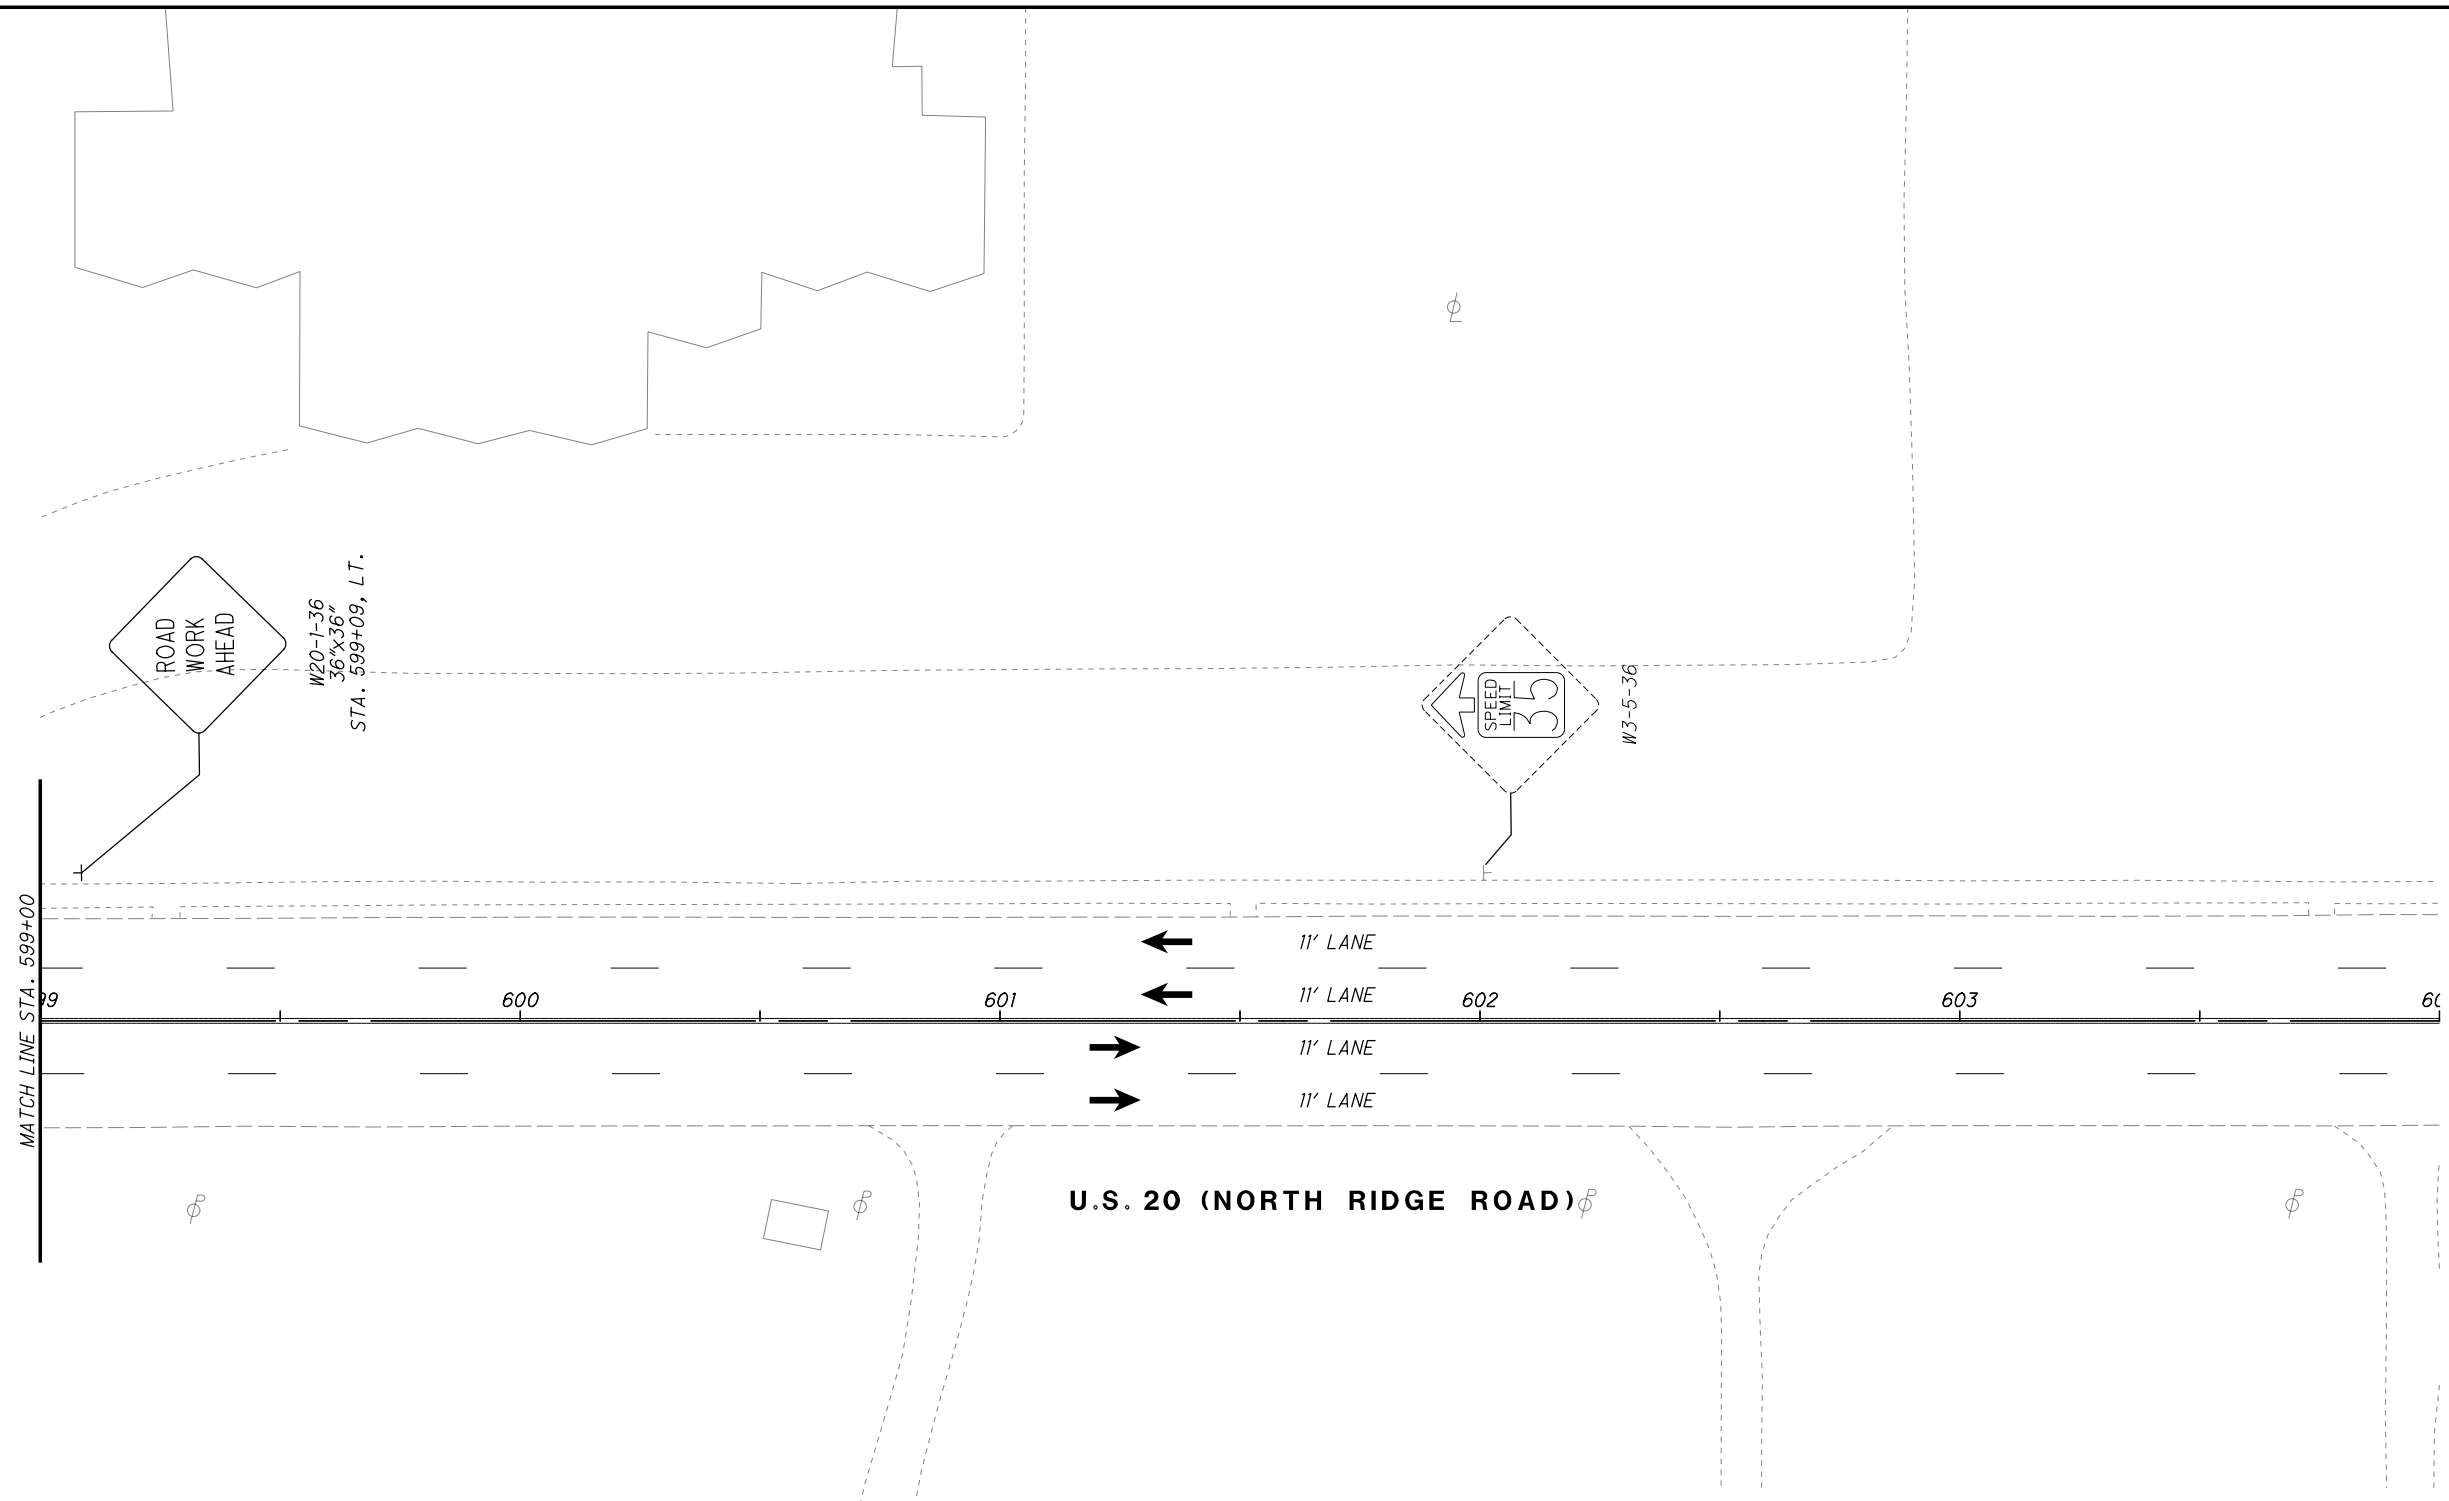 ROAD
WORK
AHEAD
W20-1-36
36"x36"
STA. 599+09, LT.
SPEED
LIMIT
35
W3-5-36
MATCH LINE STA. 599+00
11' LANE
11' LANE
99 600 601 602 603
11' LANE
11' LANE
U.S. 20 (NORTH RIDGE ROAD)